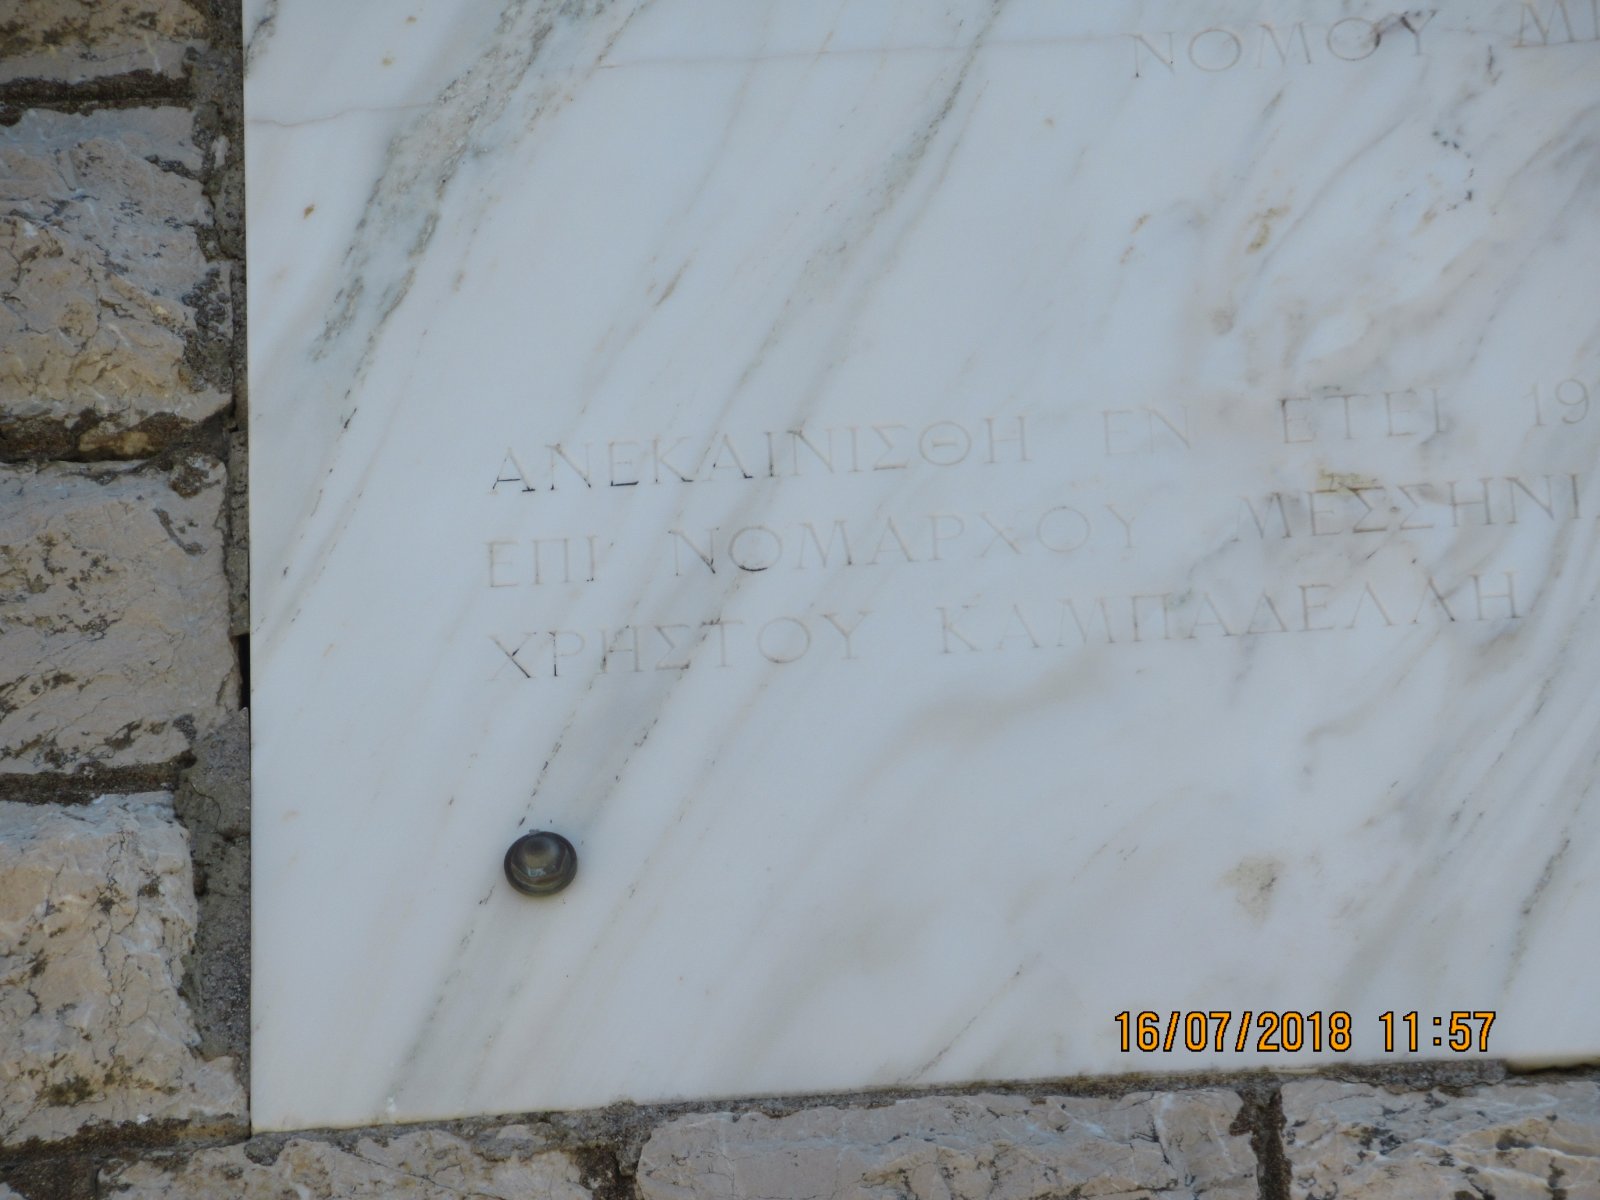 ΝΟΜΟΥ
ΑΝΕΚΑΙΝΙΣΘΗ ΕΝ ΕΤΕΙ 19
ΕΠΙ ΝΟΜΑΡΧΟΥ ΜΕΣΣΗΝΙ
ΧΡΗΣΤΟΥ ΚΑΜΠΑΔΕΛΛΗ
16/07/2018 11:57